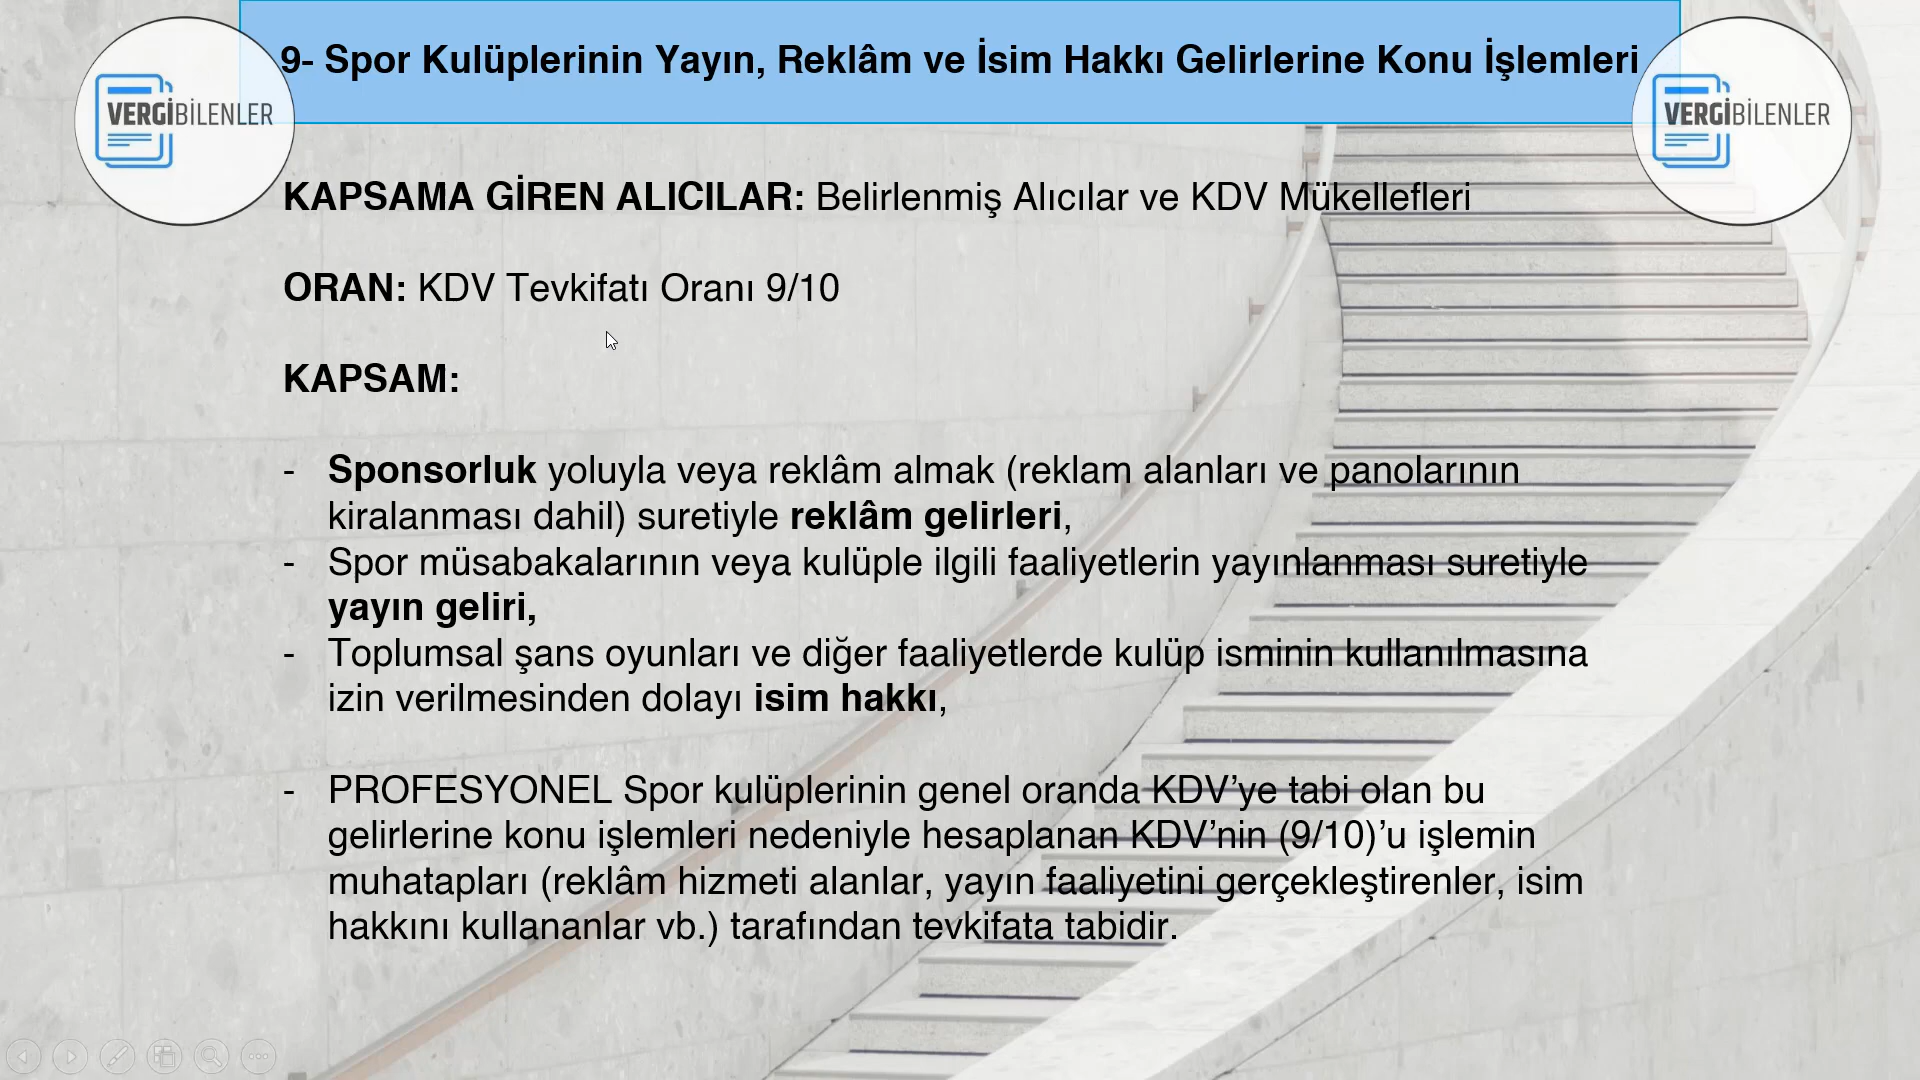 9- Spor Kulüplerinin Yayın, Reklâm ve İsim Hakkı Gelirlerine Konu İşlemleri
VERGİBİLENLER
VERGİBİLENLER
KAPSAMA GİREN ALICILAR: Belirlenmiş Alıcılar ve KDV Mükellefleri
ORAN: KDV Tevkifatı Oranı 9/10
KAPSAM:
- Sponsorluk yoluyla veya reklâm almak (reklam alanları ve panolarının
kiralanması dahil) suretiyle reklâm gelirleri,
- Spor müsabakalarının veya kulüple ilgili faaliyetlerin yayınlanması suretiyle
yayın geliri,
- Toplumsal şans oyunları ve diğer faaliyetlerde kulüp isminin kullanılmasına
izin verilmesinden dolayı isim hakkı,
- PROFESYONEL Spor kulüplerinin genel oranda KDV’ye tabi olan bu
gelirlerine konu işlemleri nedeniyle hesaplanan KDV’nin (9/10)’u işlemin
muhatapları (reklâm hizmeti alanlar, yayın faaliyetini gerçekleştirenler, isim
hakkını kullananlar vb.) tarafından tevkifata tabidir.